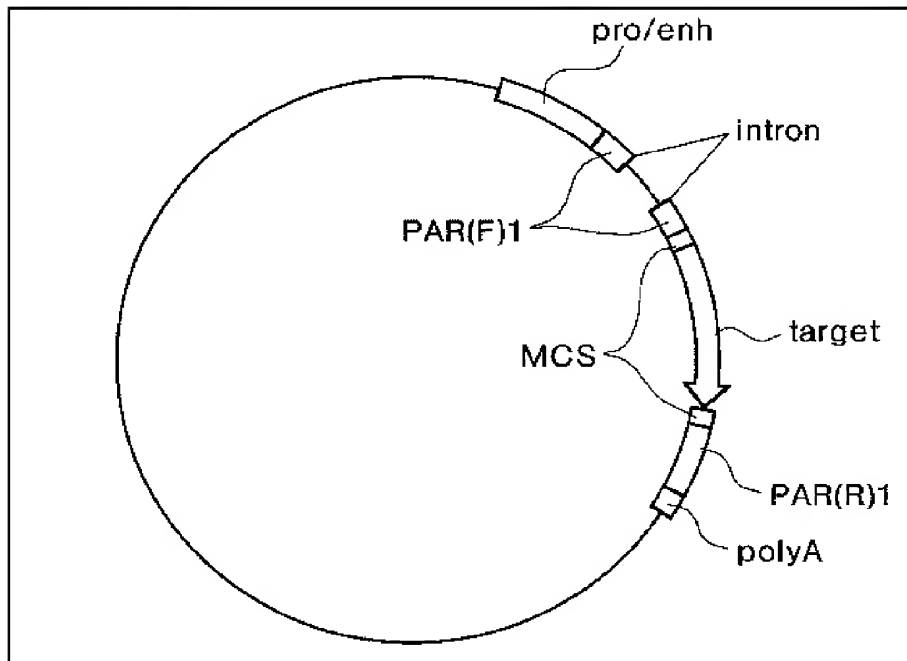 pro/enh
intron
PAR(F)1
target
MCS
PAR(R)1
polyA